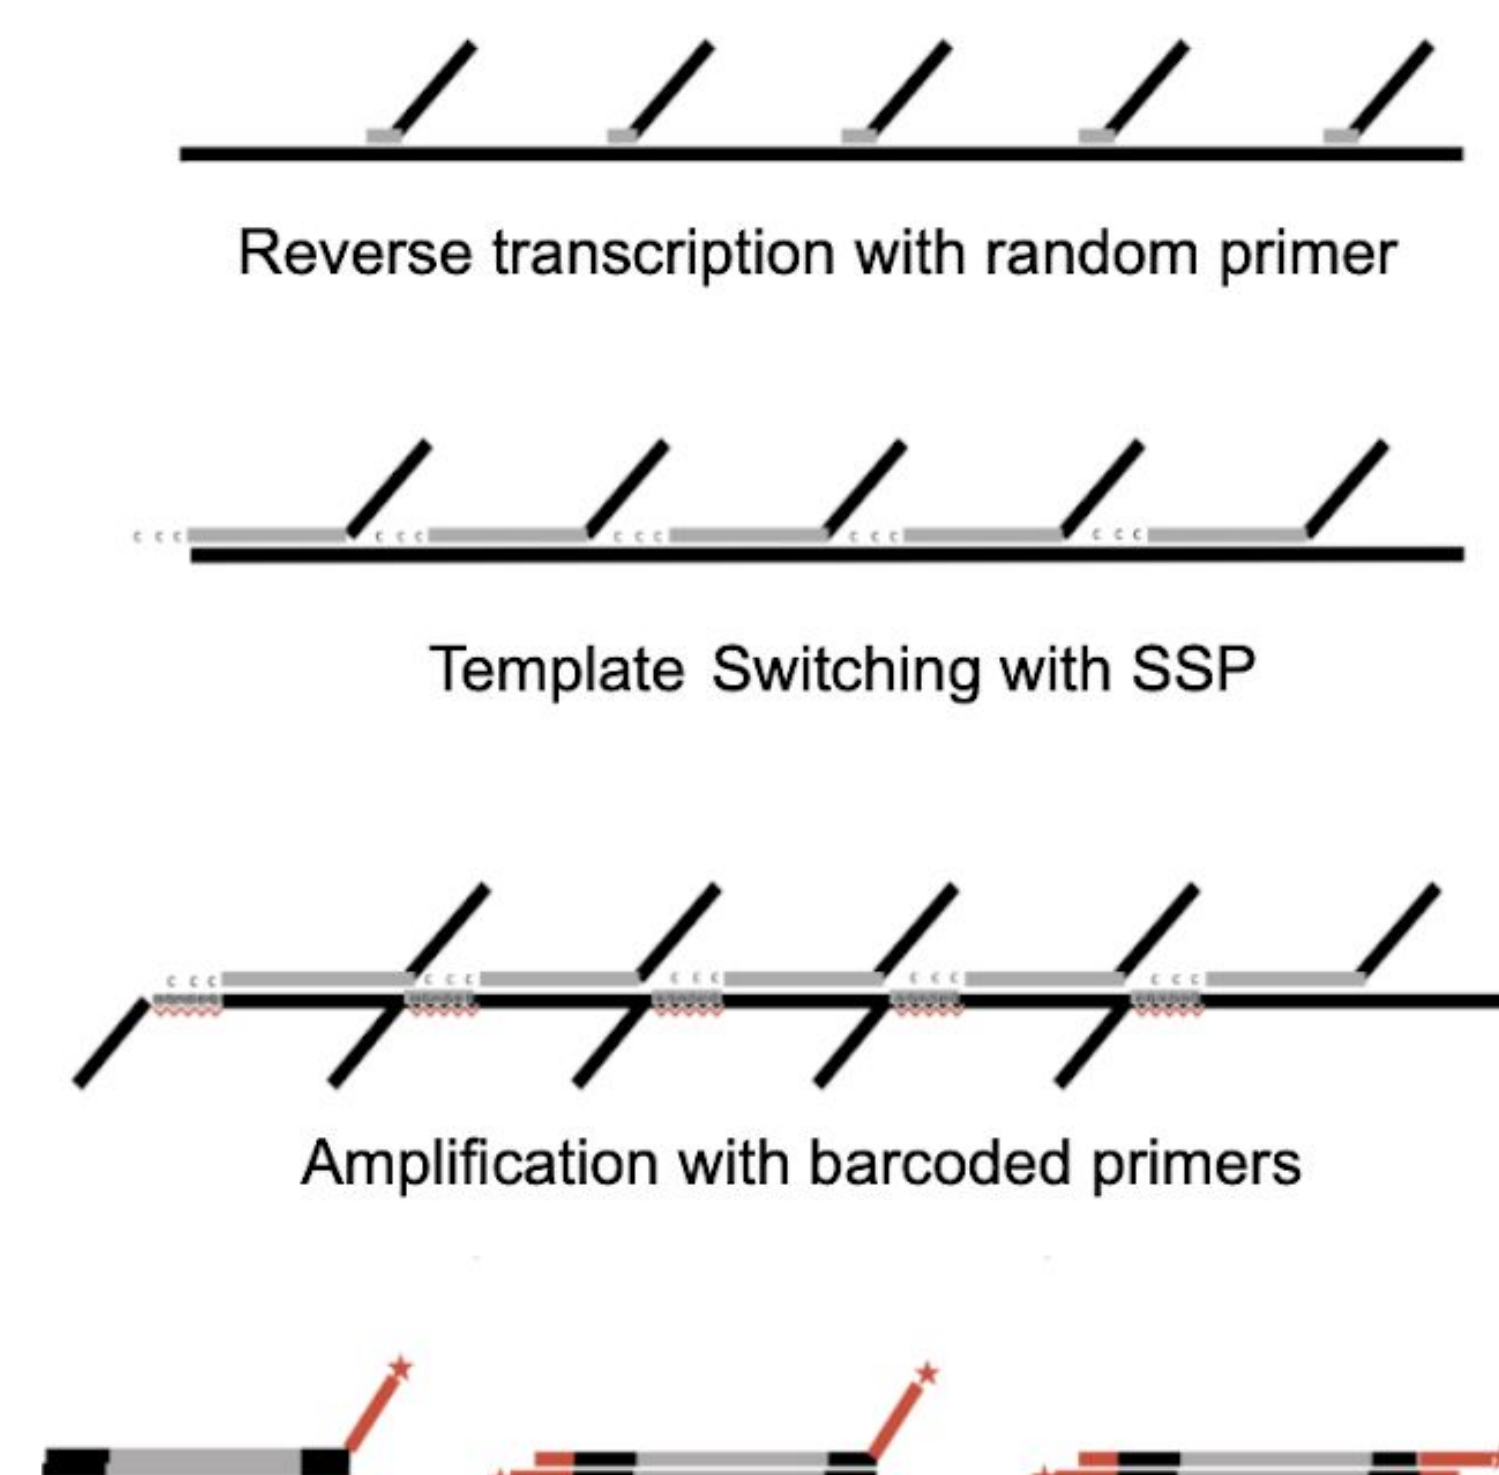 Reverse transcription with random primer
c c c c c c c c c c c c c c c
Template Switching with SSP
c c c c c c c c c c c c c c c
Amplification with barcoded primers